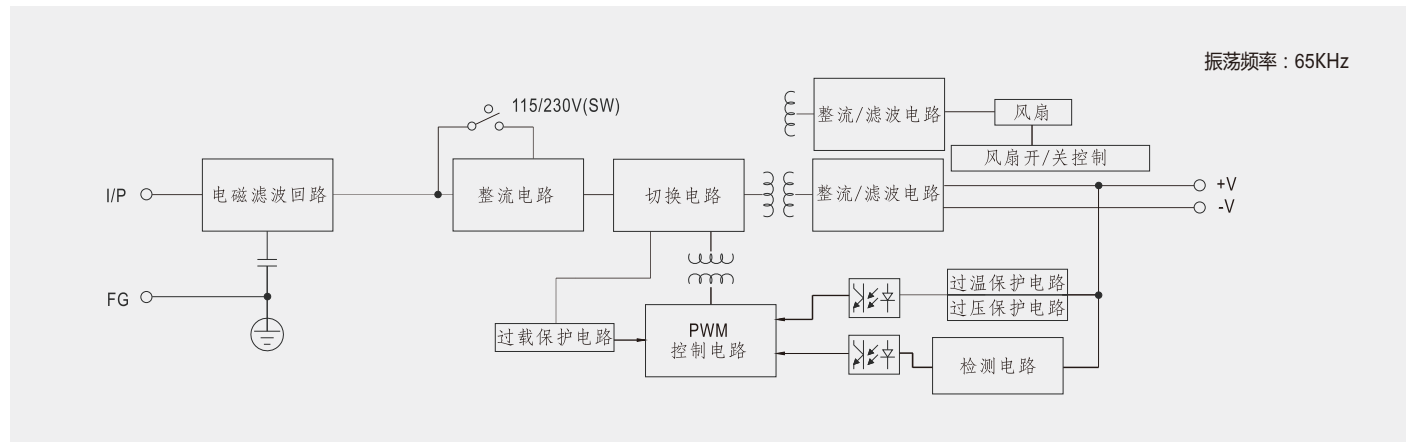 振荡频率：65KHz
115/230V(SW)
整流/滤波电路
风扇
风扇开/关控制
I/P
电磁滤波回路
整流电路
切换电路
整流/滤波电路
+V
-V
FG
过温保护电路
过压保护电路
过载保护电路
PWM
控制电路
检测电路